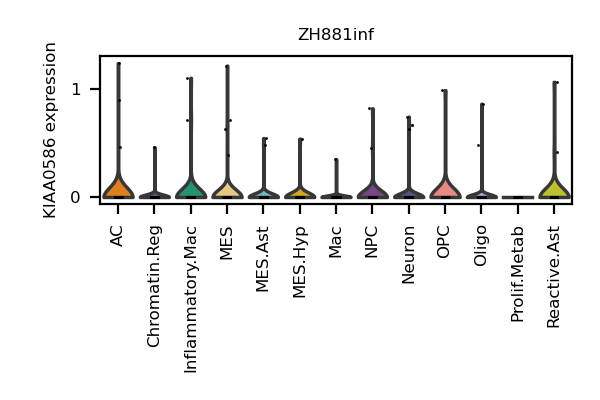 ZH881inf
KIAA0586 expression
1
0
AC
Chromatin.Reg
Inflammatory.Mac
MES
MES.Ast
MES.Hyp
Mac
NPC
Neuron
OPC
Oligo
Prolif.Metab
Reactive.Ast